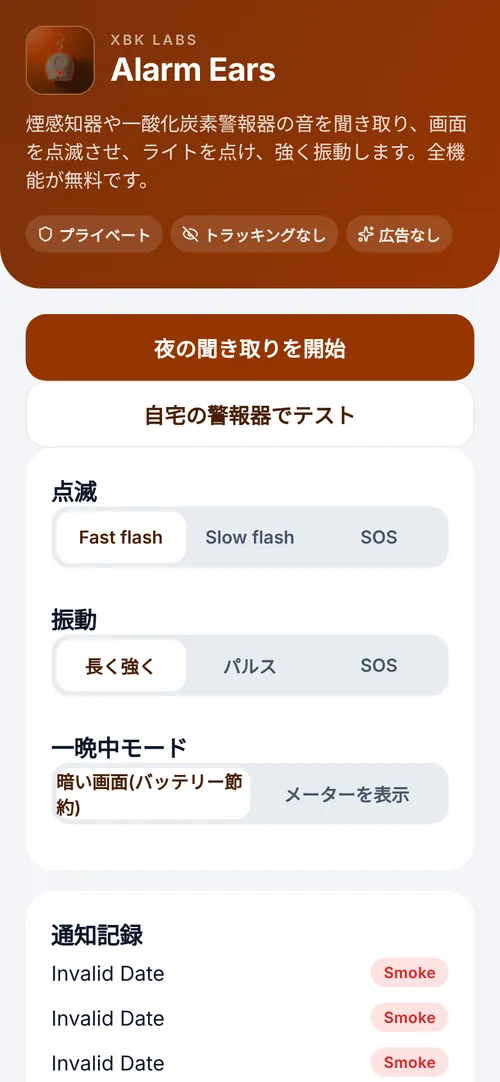 XBK LABS
Alarm Ears
煙感知器や一酸化炭素警報器の音を聞き取り、画面
を点滅させ、ライトを点け、強く振動します。全機
能が無料です。
プライベート
トラッキングなし
広告なし
夜の聞き取りを開始
自宅の警報器でテスト
点滅
Fast flash
Slow flash
SOS
振動
長く強く
パルス
SOS
一晩中モード
暗い画面(バッテリー節
約)
メーターを表示
通知記録
Invalid Date
Smoke
Invalid Date
Smoke
Invalid Date
Smoke